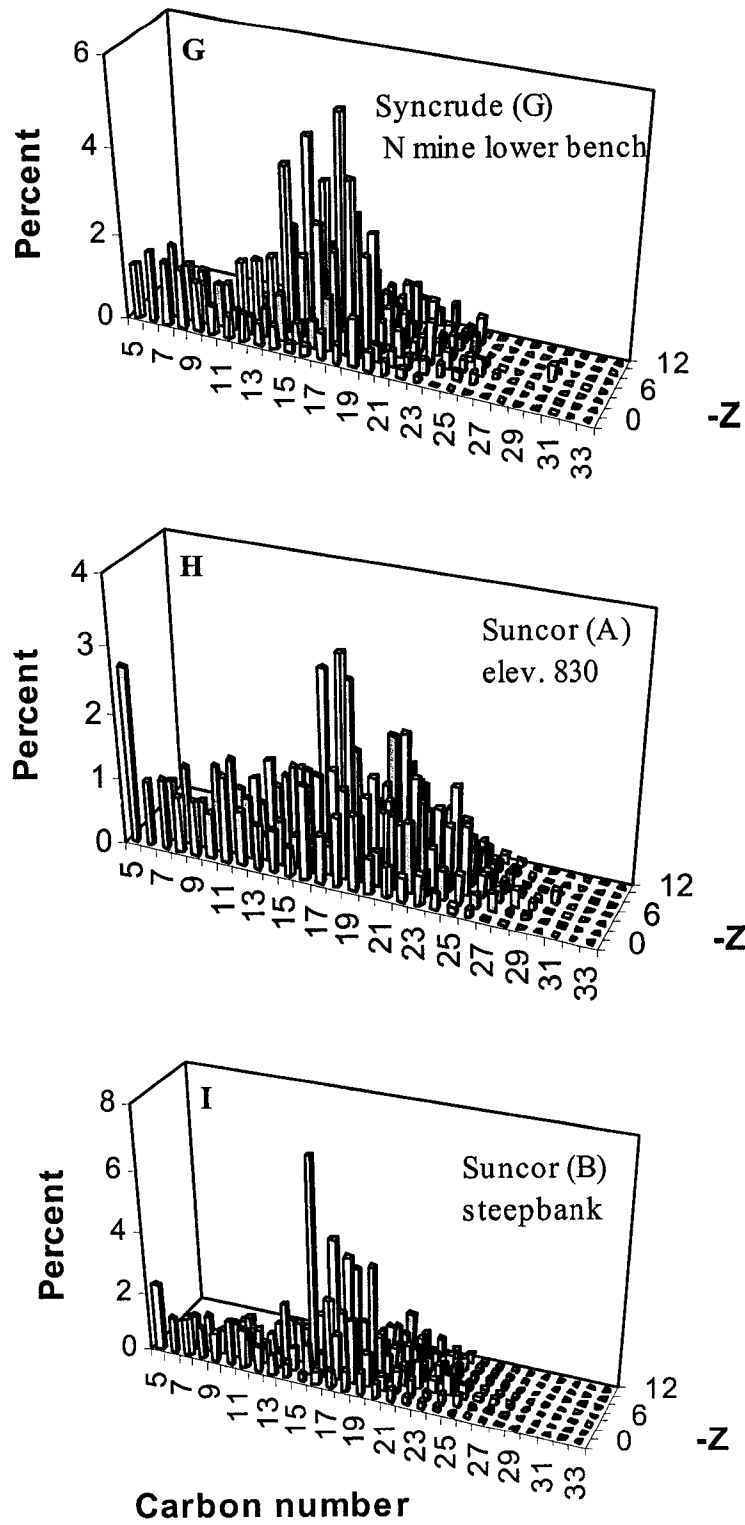 G
Syncrude (G)
N mine lower bench
Percent
6
4
2
0
5 7 9 11 13 15 17 19 21 23 25 27 29 31 33
0 6 12
-Z
H
Suncor (A)
elev. 830
Percent
4
3
2
1
0
5 7 9 11 13 15 17 19 21 23 25 27 29 31 33
0 6 12
-Z
I
Suncor (B)
steepbank
Percent
8
6
4
2
0
5 7 9 11 13 15 17 19 21 23 25 27 29 31 33
0 6 12
-Z
Carbon number